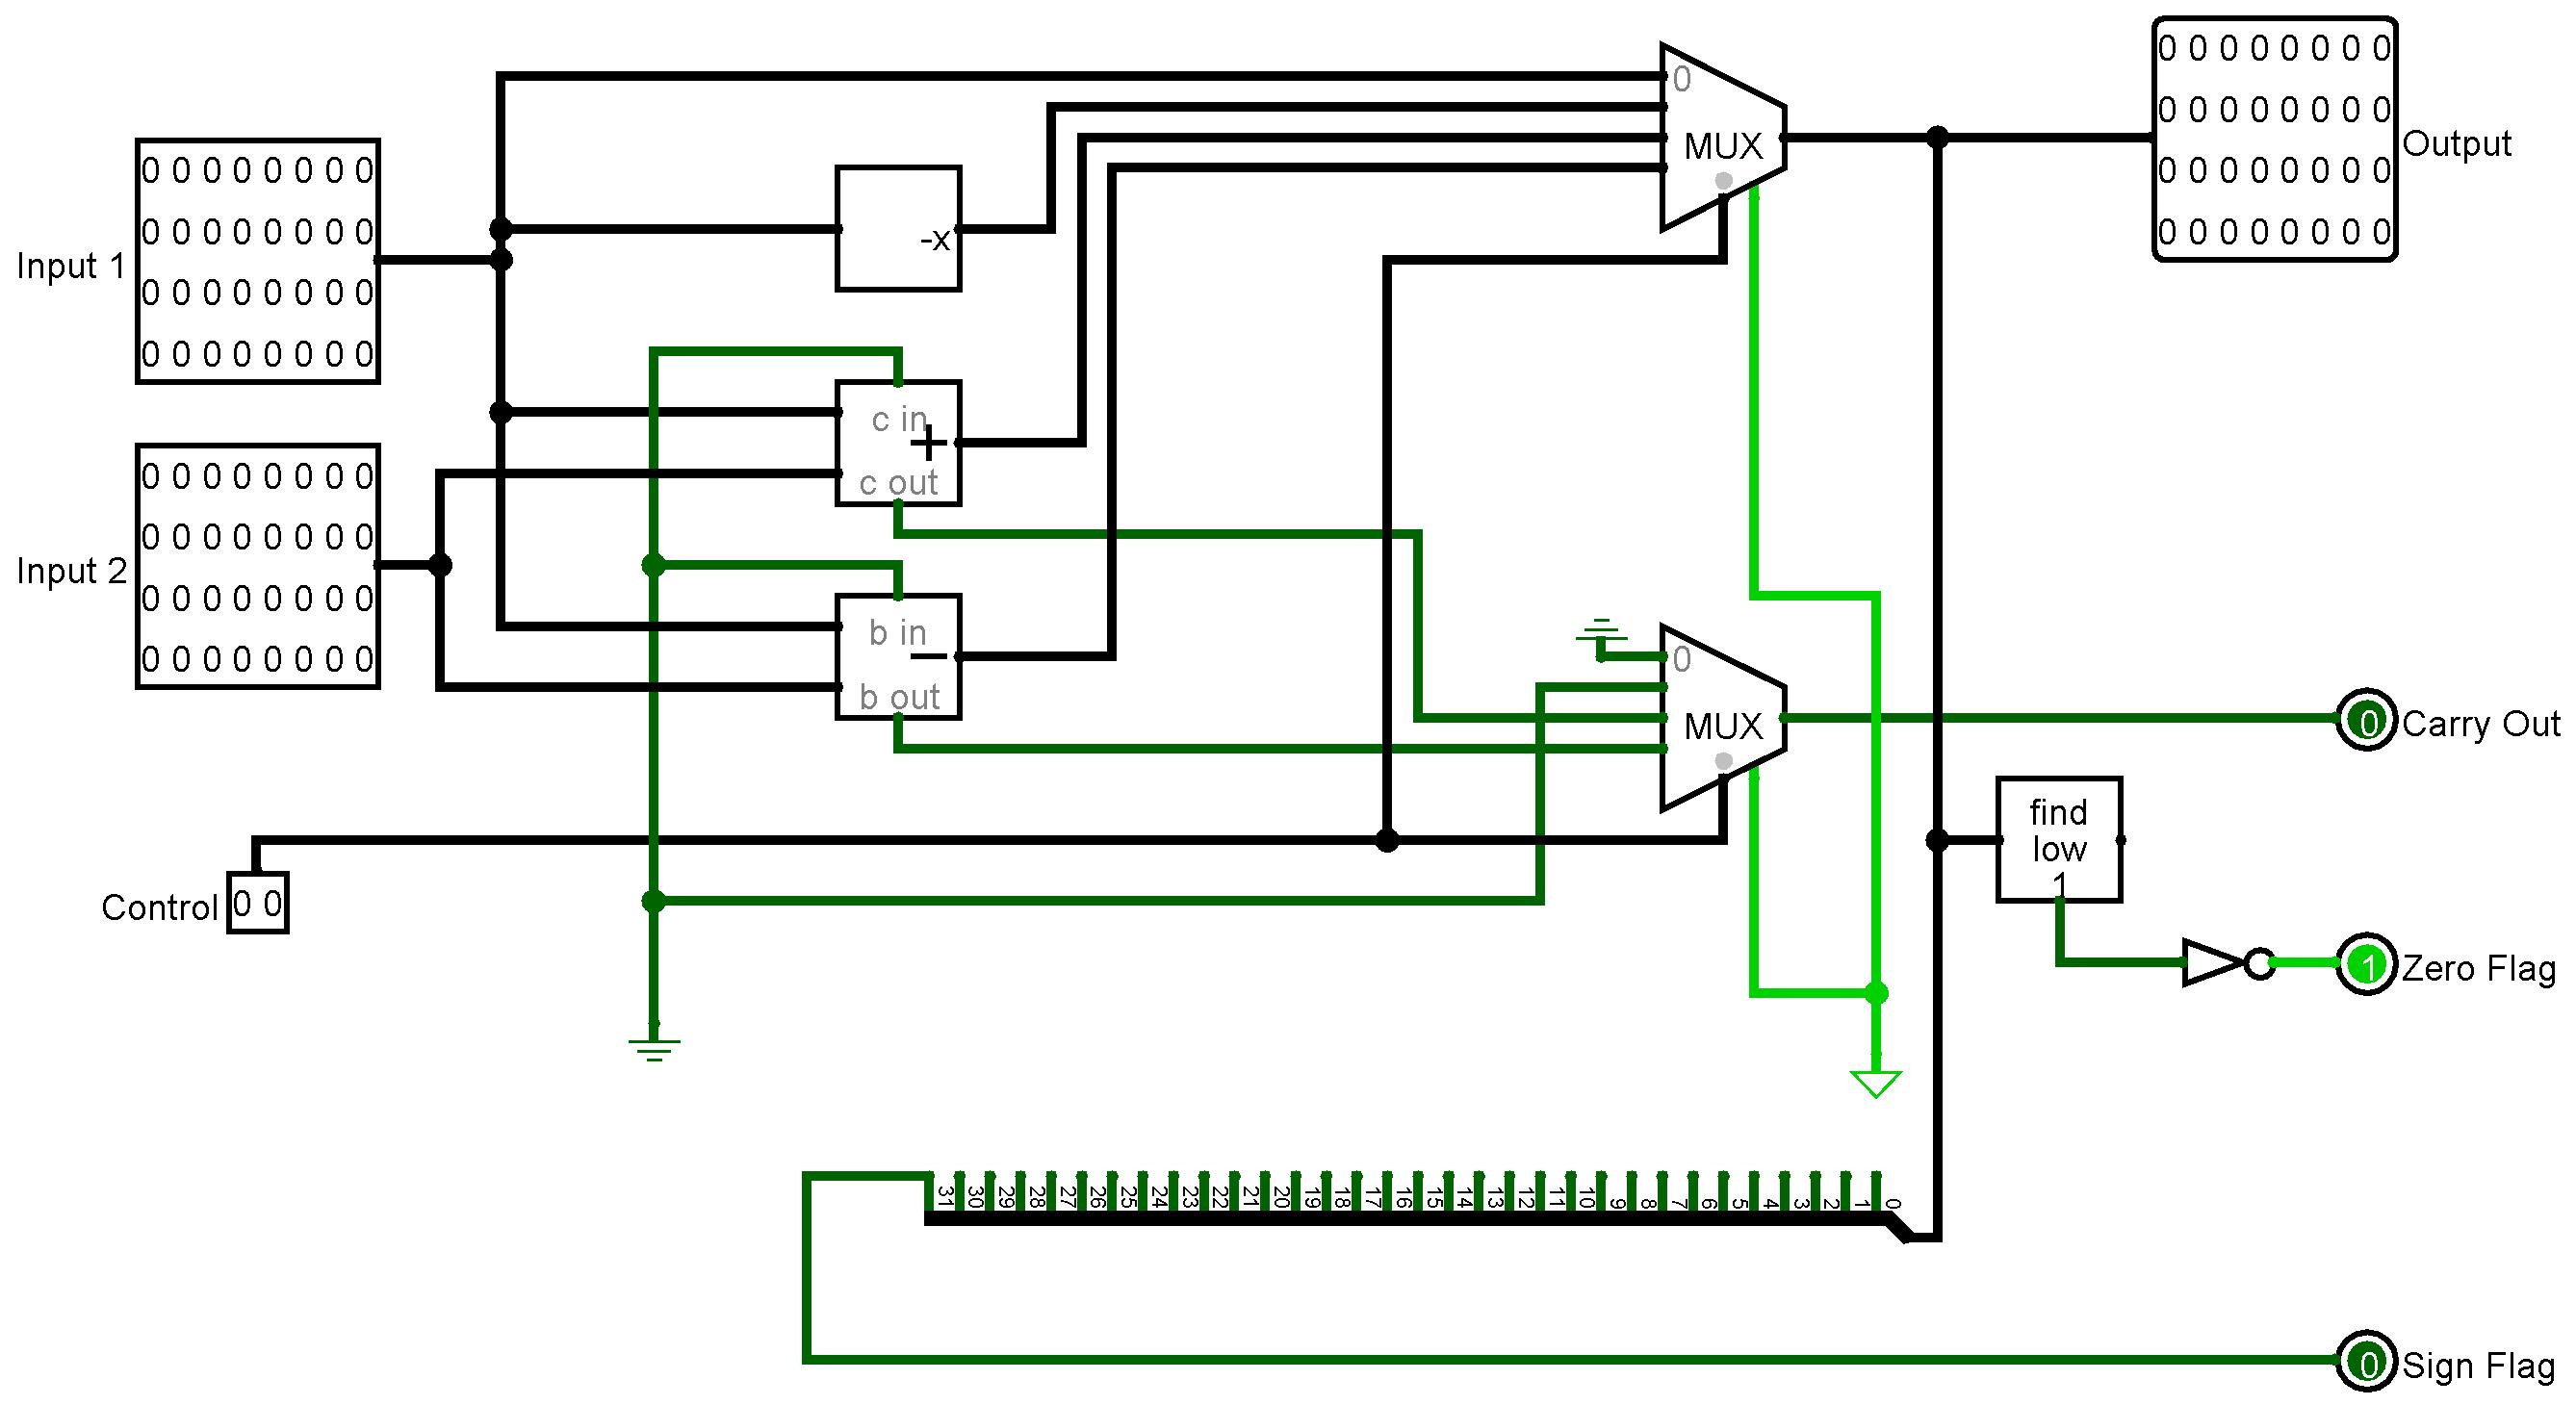 0 0 0 0 0 0 0 0
0 0 0 0 0 0 0 0
0 0 0 0 0 0 0 0
0 0 0 0 0 0 0 0
Output
0
MUX
Input 1
0 0 0 0 0 0 0 0
0 0 0 0 0 0 0 0
0 0 0 0 0 0 0 0
0 0 0 0 0 0 0 0
-x
c in
+
c out
Input 2
0 0 0 0 0 0 0 0
0 0 0 0 0 0 0 0
0 0 0 0 0 0 0 0
0 0 0 0 0 0 0 0
b in
−
b out
0
MUX
0 Carry Out
find
low
1
Control 0 0
1 Zero Flag
31 30 29 28 27 26 25 24 23 22 21 20 19 18 17 16 15 14 13 12 11 10 9 8 7 6 5 4 3 2 1 0
0 Sign Flag